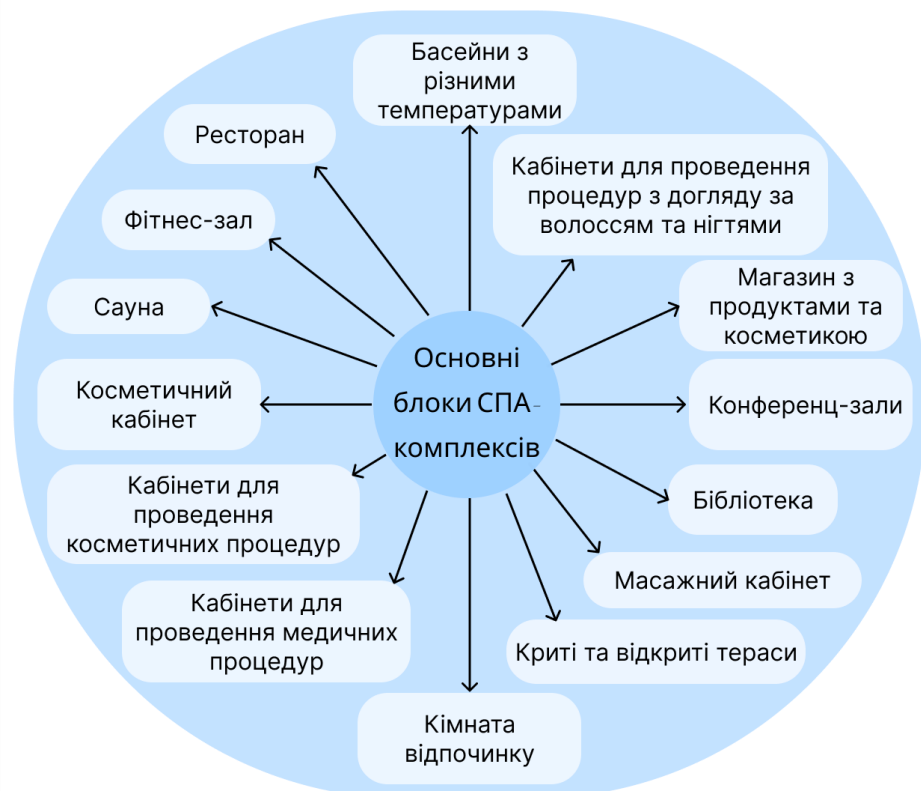 Басейни з
різними
температурами
Ресторан
Кабінети для проведення
процедур з догляду за
волоссям та нігтями
Фітнес-зал
Магазин з
продуктами та
косметикою
Сауна
Основні
блоки СПА-
комплексів
Косметичний
кабінет
Конференц-зали
Кабінети для
проведення
косметичних процедур
Бібліотека
Масажний кабінет
Кабінети для
проведення медичних
процедур
Криті та відкриті тераси
Кімната
відпочинку